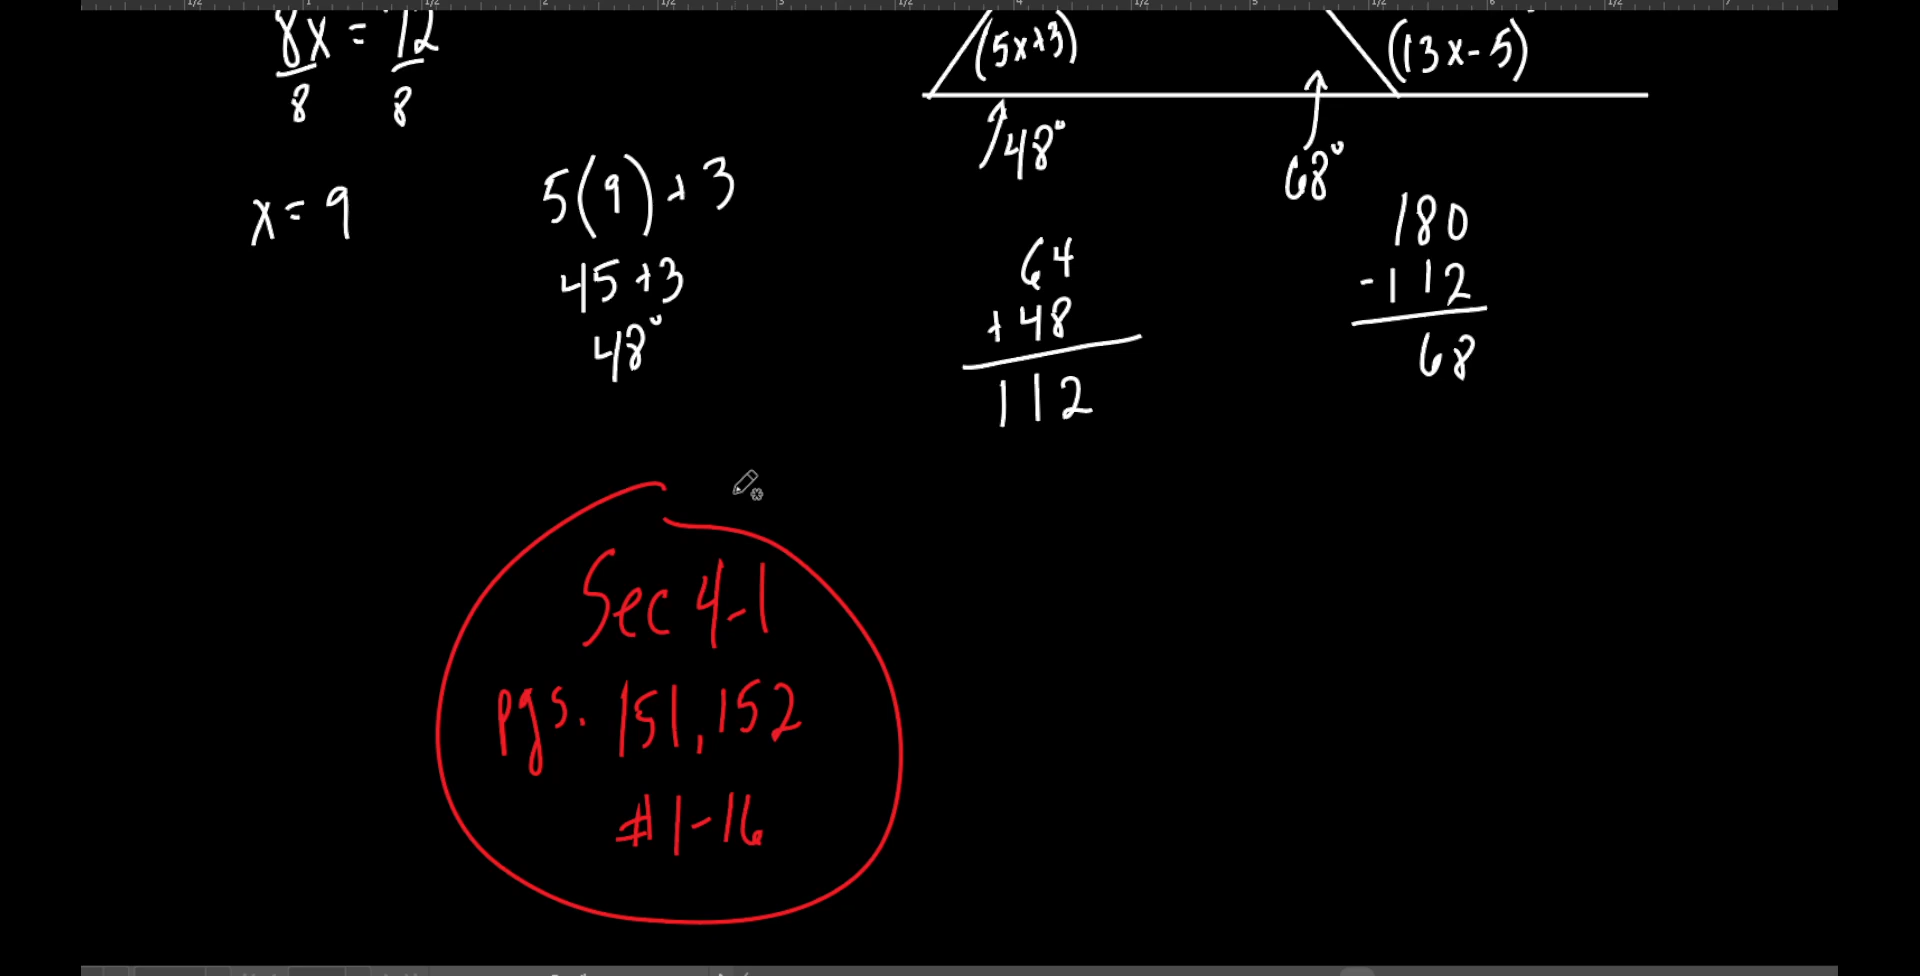 8x = 72
8 8
x = 9
5(9) + 3
45 + 3
48°
(5x+3)
(13x-5)
48°
68°
64
+ 48
112
180
- 112
68
Sec 4-1
pgs. 151, 152
#1-16